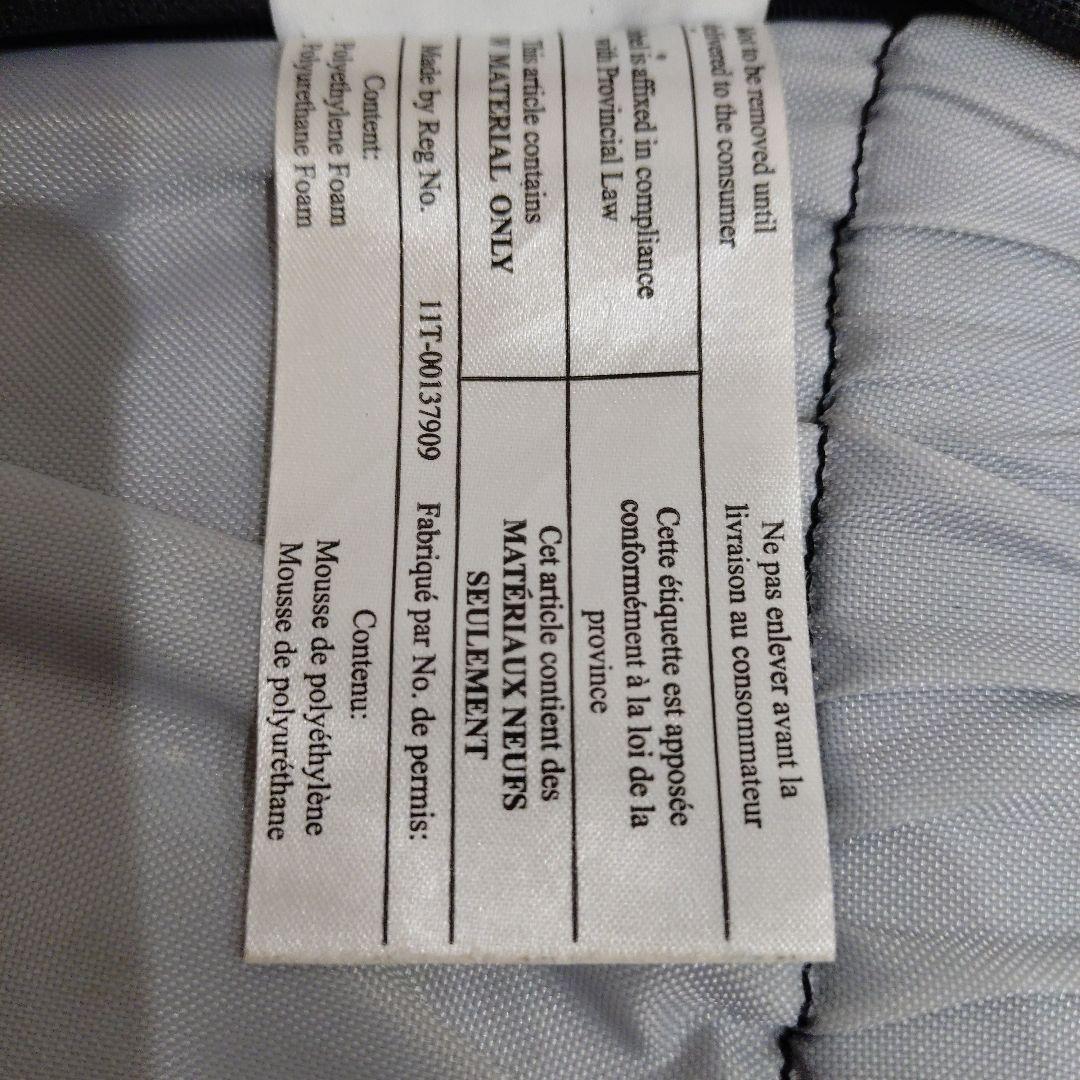 to be removed until
delivered to the consumer
Ne pas enlever avant la
livraison au consommateur
is affixed in compliance
with Provincial Law
Cette étiquette est apposée
conformément à la loi de la
province
This article contains
MATERIAL ONLY
Cet article contient des
MATÉRIAUX NEUFS
SEULEMENT
Made by Reg No. 11T-00137909 Fabriqué par No. de permis:
Content:
Polyethylene Foam
Polyurethane Foam
Contenu:
Mousse de polyéthylène
Mousse de polyuréthane